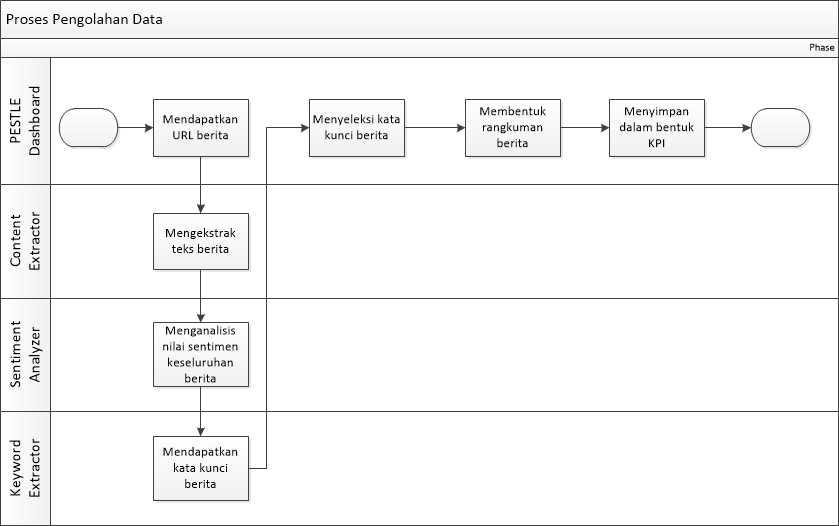 Proses Pengolahan Data
Phase
PESTLE
Dashboard
Mendapatkan
URL berita
Menyeleksi kata
kunci berita
Membentuk
rangkuman
berita
Menyimpan
dalam bentuk
KPI
Content
Extractor
Mengekstrak
teks berita
Sentiment
Analyzer
Menganalisis
nilai sentimen
keseluruhan
berita
Keyword
Extractor
Mendapatkan
kata kunci
berita